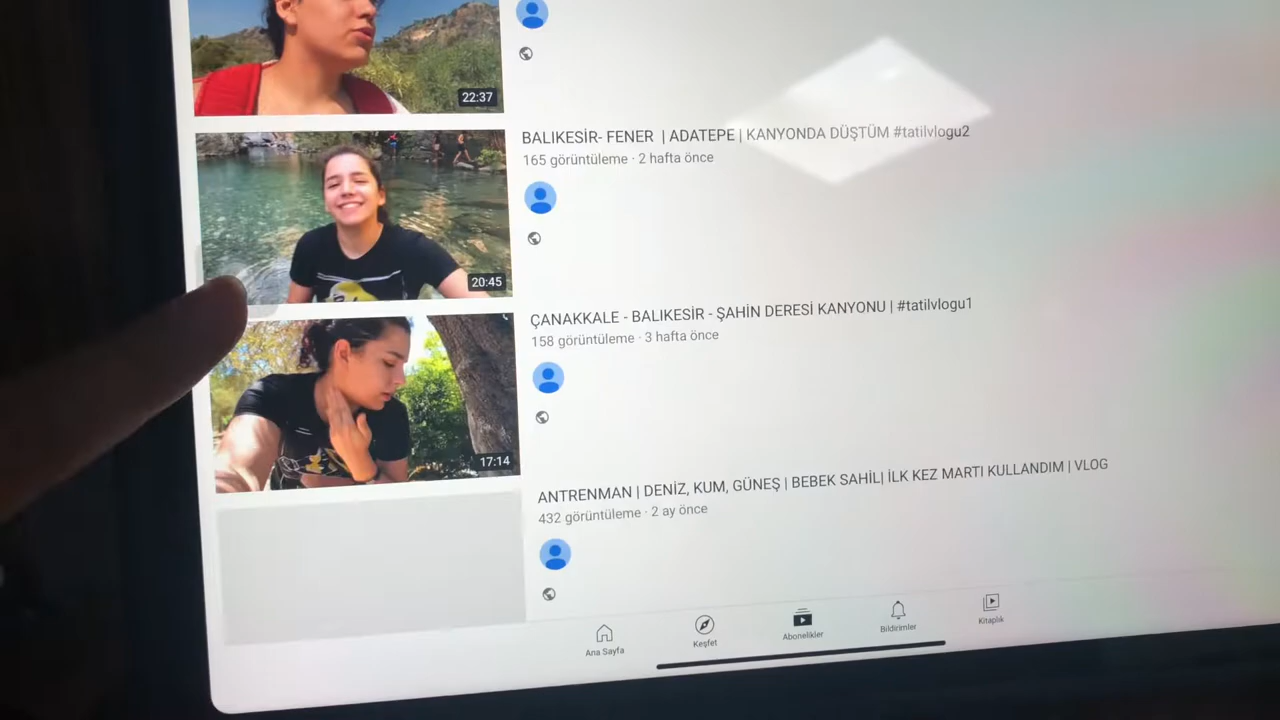 22:37
BALIKESİR- FENER | ADATEPE | KANYONDA DÜŞTÜM #tatilvlogu2
165 görüntüleme · 2 hafta önce
20:45
ÇANAKKALE - BALIKESİR - ŞAHİN DERESİ KANYONU | #tatilvlogu1
158 görüntüleme · 3 hafta önce
17:14
ANTRENMAN | DENİZ, KUM, GÜNEŞ | BEBEK SAHİL| İLK KEZ MARTI KULLANDIM | VLOG
432 görüntüleme · 2 ay önce
Ana Sayfa
Keşfet
Abonelikler
Bildirimler
Kitaplık